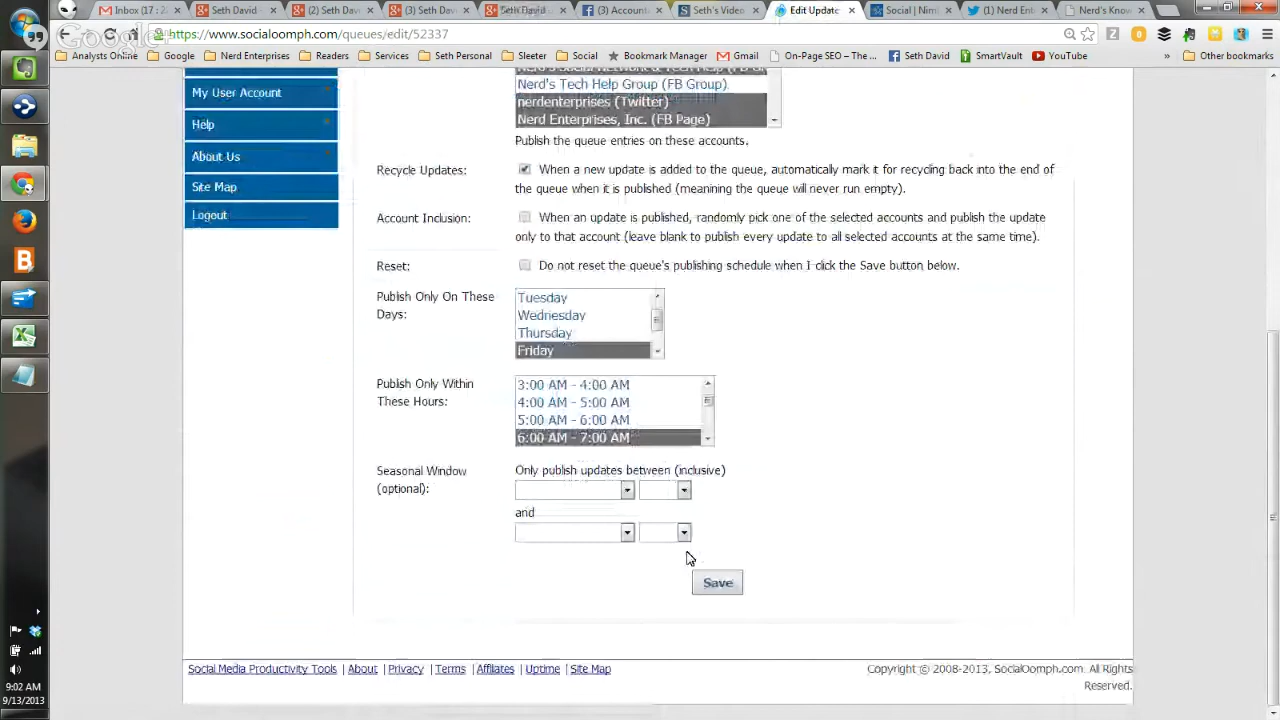 Inbox (17 : 2
Seth David
(2) Seth Dav
(3) Seth Dav
Seth David
(3) Account
Seth's Video
Edit Update
Social | Nim
(1) Nerd Ent
Nerd's Know
Google
https://www.socialoomph.com/queues/edit/52337
Analysts Online
Google
Nerd Enterprises
Readers
Services
Seth Personal
Sleeter
Social
Bookmark Manager
Gmail
On-Page SEO – The ...
Seth David
SmartVault
YouTube
»
Other bookmarks
My User Account
Help
About Us
Site Map
Logout
Nerd's Tech Help Group (FB Group)
nerdenterprises (Twitter)
Nerd Enterprises, Inc. (FB Page)
Publish the queue entries on these accounts.
Recycle Updates:
When a new update is added to the queue, automatically mark it for recycling back into the end of
the queue when it is published (meanining the queue will never run empty).
Account Inclusion:
When an update is published, randomly pick one of the selected accounts and publish the update
only to that account (leave blank to publish every update to all selected accounts at the same time).
Reset:
Do not reset the queue's publishing schedule when I click the Save button below.
Publish Only On These
Days:
Tuesday
Wednesday
Thursday
Friday
Publish Only Within
These Hours:
3:00 AM - 4:00 AM
4:00 AM - 5:00 AM
5:00 AM - 6:00 AM
6:00 AM - 7:00 AM
Seasonal Window
(optional):
Only publish updates between (inclusive)
and
Save
Social Media Productivity Tools | About | Privacy | Terms | Affliates | Uptime | Site Map
Copyright © 2008-2013, SocialOomph.com. All Rights
Reserved.
9:02 AM
9/13/2013